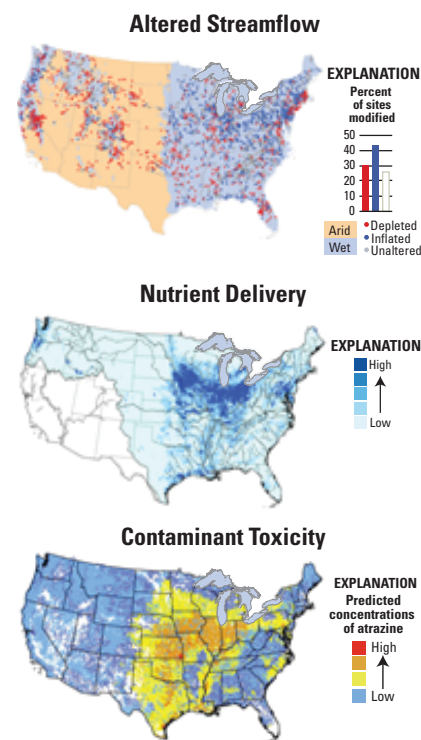 Altered Streamflow
EXPLANATION
Percent
of sites
modified
50
40
30
20
10
0
Arid
Wet
Depleted
Inflated
Unaltered
Nutrient Delivery
EXPLANATION
High
Low
Contaminant Toxicity
EXPLANATION
Predicted
concentrations
of atrazine
High
Low